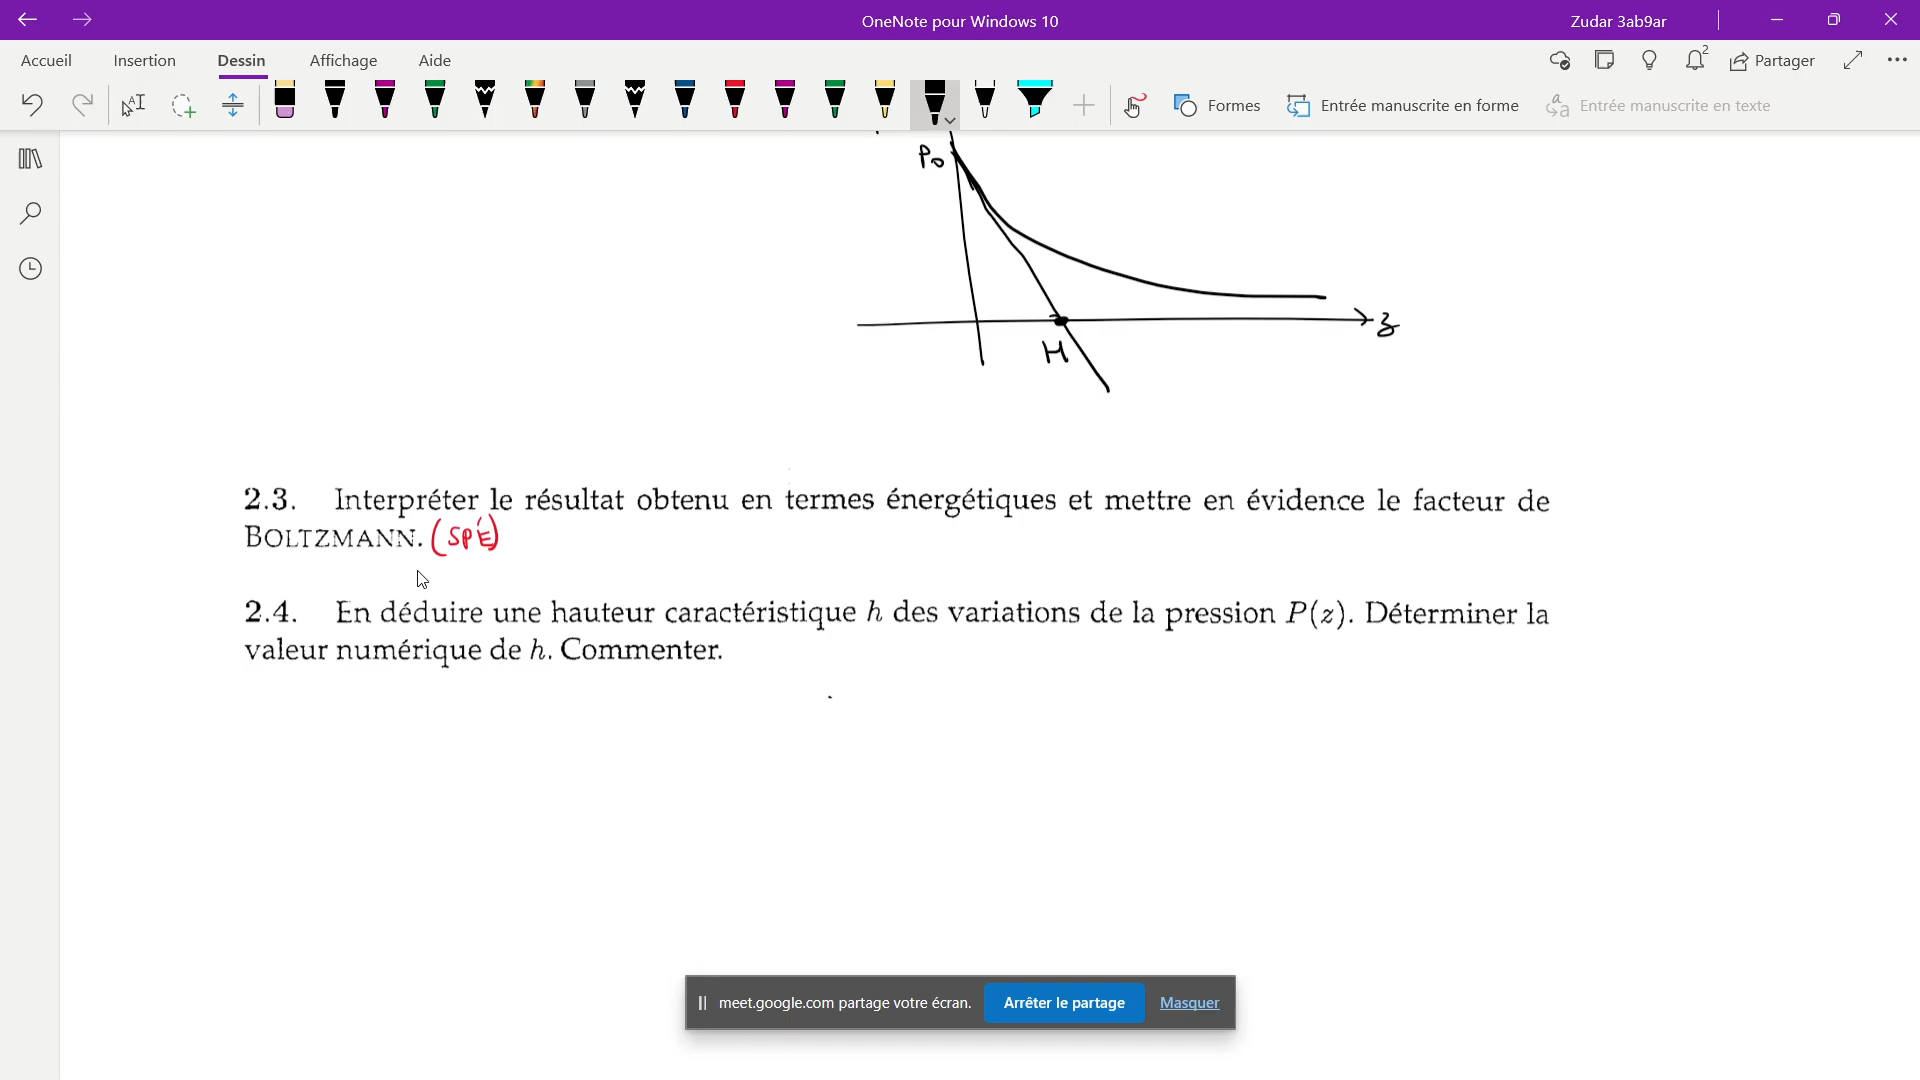 OneNote pour Windows 10
Zudar 3ab9ar
Accueil Insertion Dessin Affichage Aide
2
Partager
Formes Entrée manuscrite en forme Entrée manuscrite en texte
P0
z
H
2.3. Interpréter le résultat obtenu en termes énergétiques et mettre en évidence le facteur de
BOLTZMANN. (SPÉ)
2.4. En déduire une hauteur caractéristique h des variations de la pression P(z). Déterminer la
valeur numérique de h. Commenter.
meet.google.com partage votre écran. Arrêter le partage Masquer